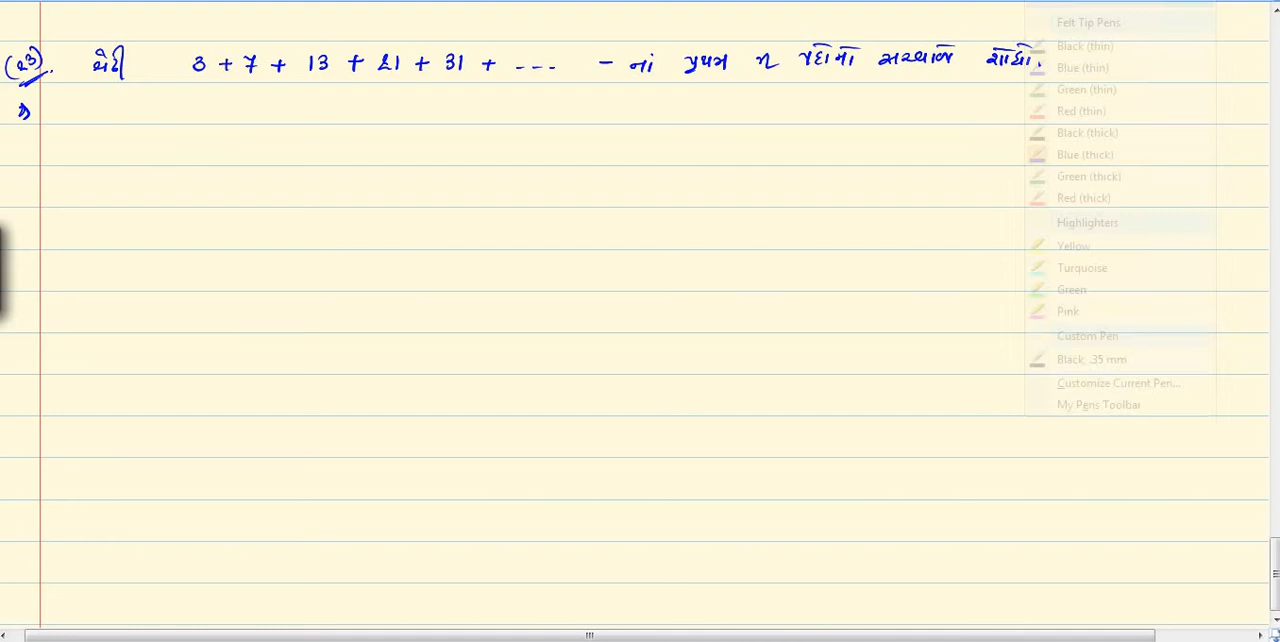 (૨૩). શ્રેઢી 3 + 7 + 13 + 21 + 31 + - - - - નાં પ્રથમ n પદોનો સરવાળો શોધો.
⇒
Felt Tip Pens
Black (thin)
Blue (thin)
Green (thin)
Red (thin)
Black (thick)
Blue (thick)
Green (thick)
Red (thick)
Highlighters
Yellow
Turquoise
Green
Pink
Custom Pen
Black, .35 mm
Customize Current Pen...
My Pens Toolbar